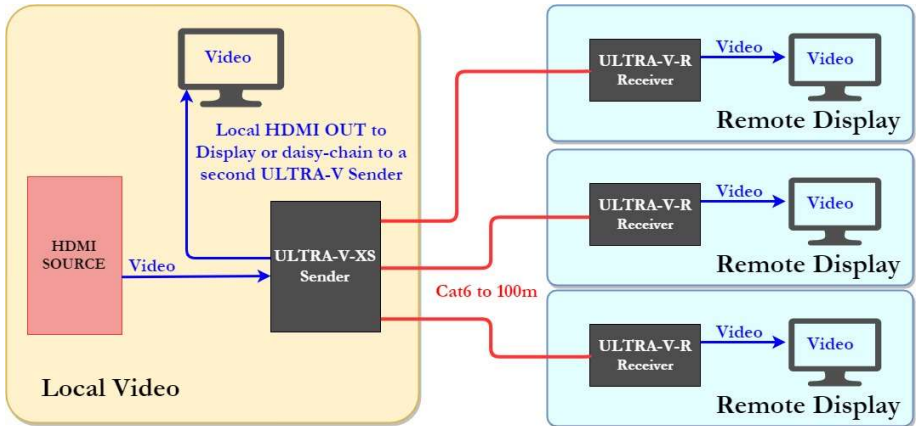 Video
Local HDMI OUT to
Display or daisy-chain to a
second ULTRA-V Sender
HDMI
SOURCE
Video
ULTRA-V-XS
Sender
Local Video
Cat6 to 100m
ULTRA-V-R
Receiver
Video
Video
Remote Display
ULTRA-V-R
Receiver
Video
Video
Remote Display
ULTRA-V-R
Receiver
Video
Video
Remote Display